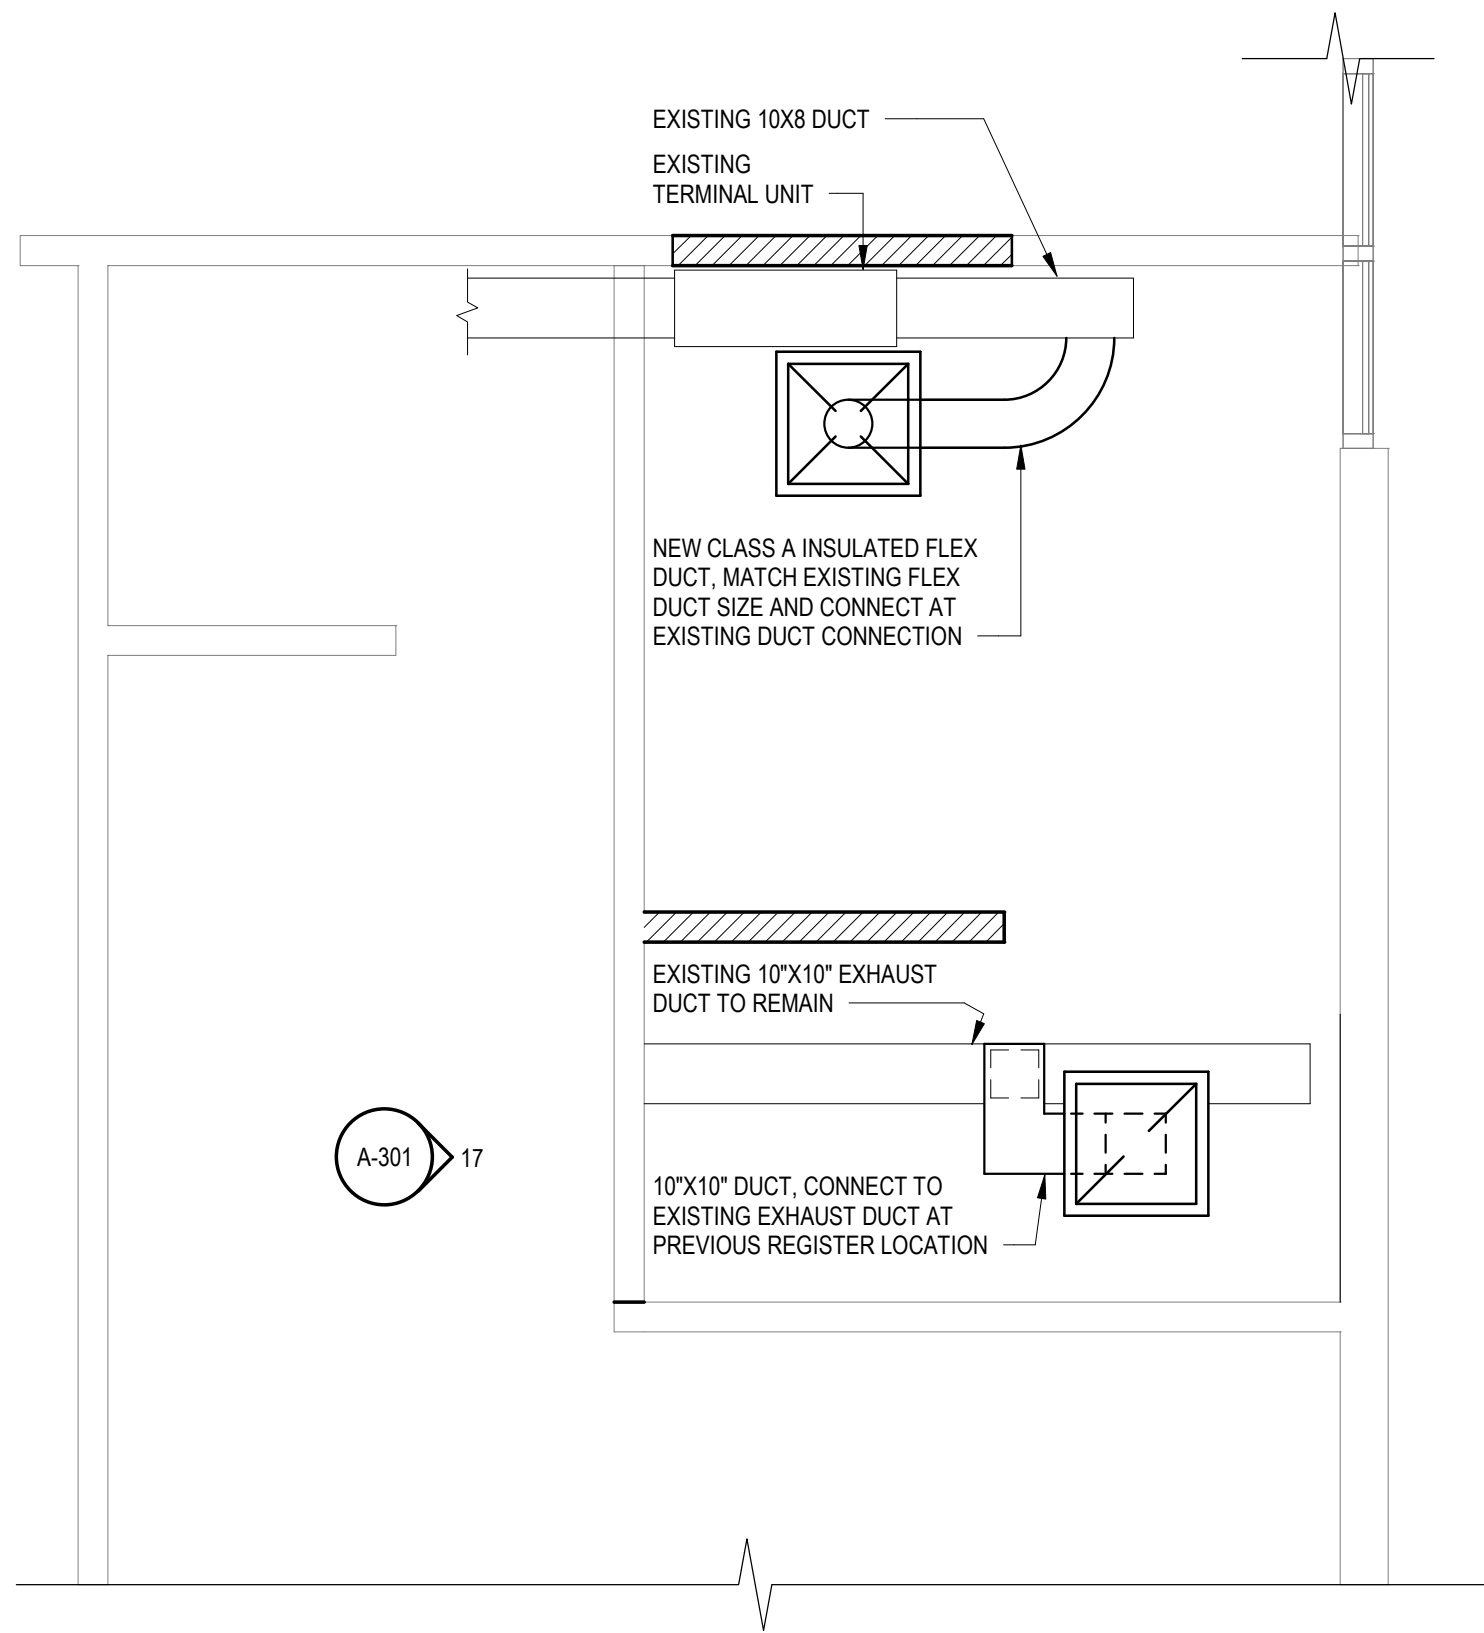 EXISTING 10X8 DUCT
EXISTING
TERMINAL UNIT
NEW CLASS A INSULATED FLEX
DUCT, MATCH EXISTING FLEX
DUCT SIZE AND CONNECT AT
EXISTING DUCT CONNECTION
EXISTING 10"X10" EXHAUST
DUCT TO REMAIN
A-301
17
10"X10" DUCT, CONNECT TO
EXISTING EXHAUST DUCT AT
PREVIOUS REGISTER LOCATION